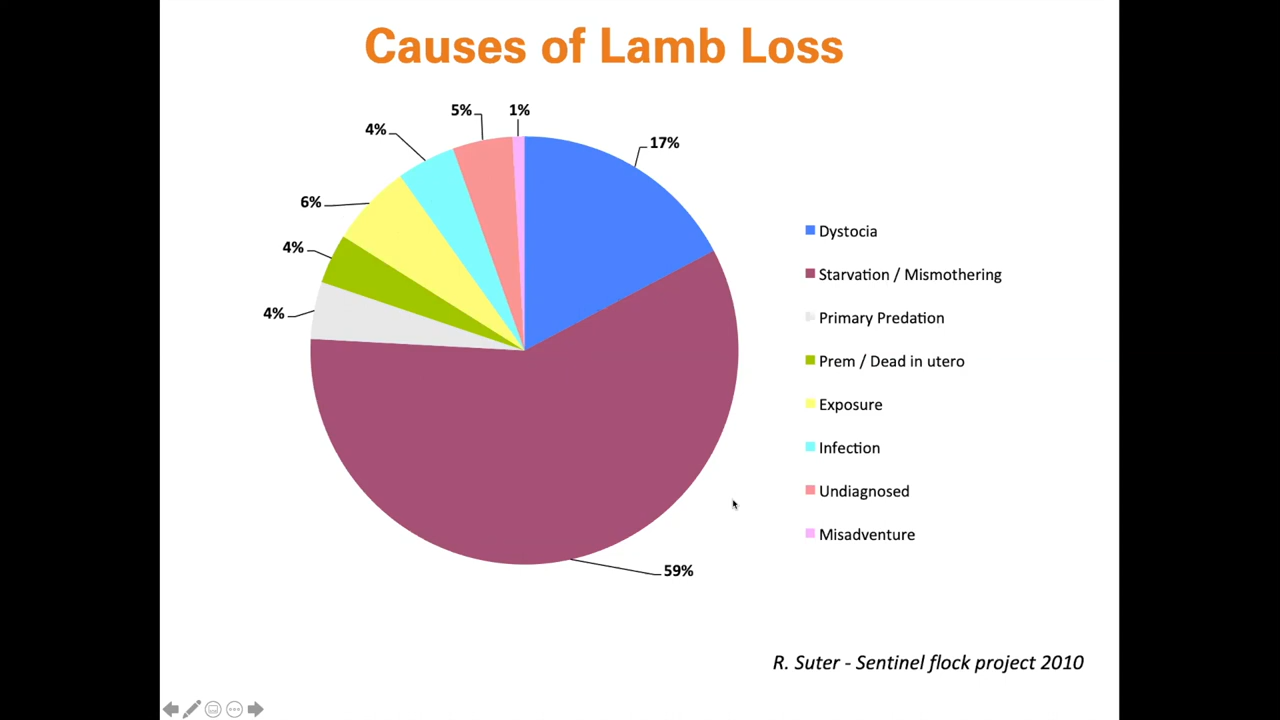 Causes of Lamb Loss
5%
1%
4%
17%
6%
4%
4%
59%
Dystocia
Starvation / Mismothering
Primary Predation
Prem / Dead in utero
Exposure
Infection
Undiagnosed
Misadventure
R. Suter - Sentinel flock project 2010